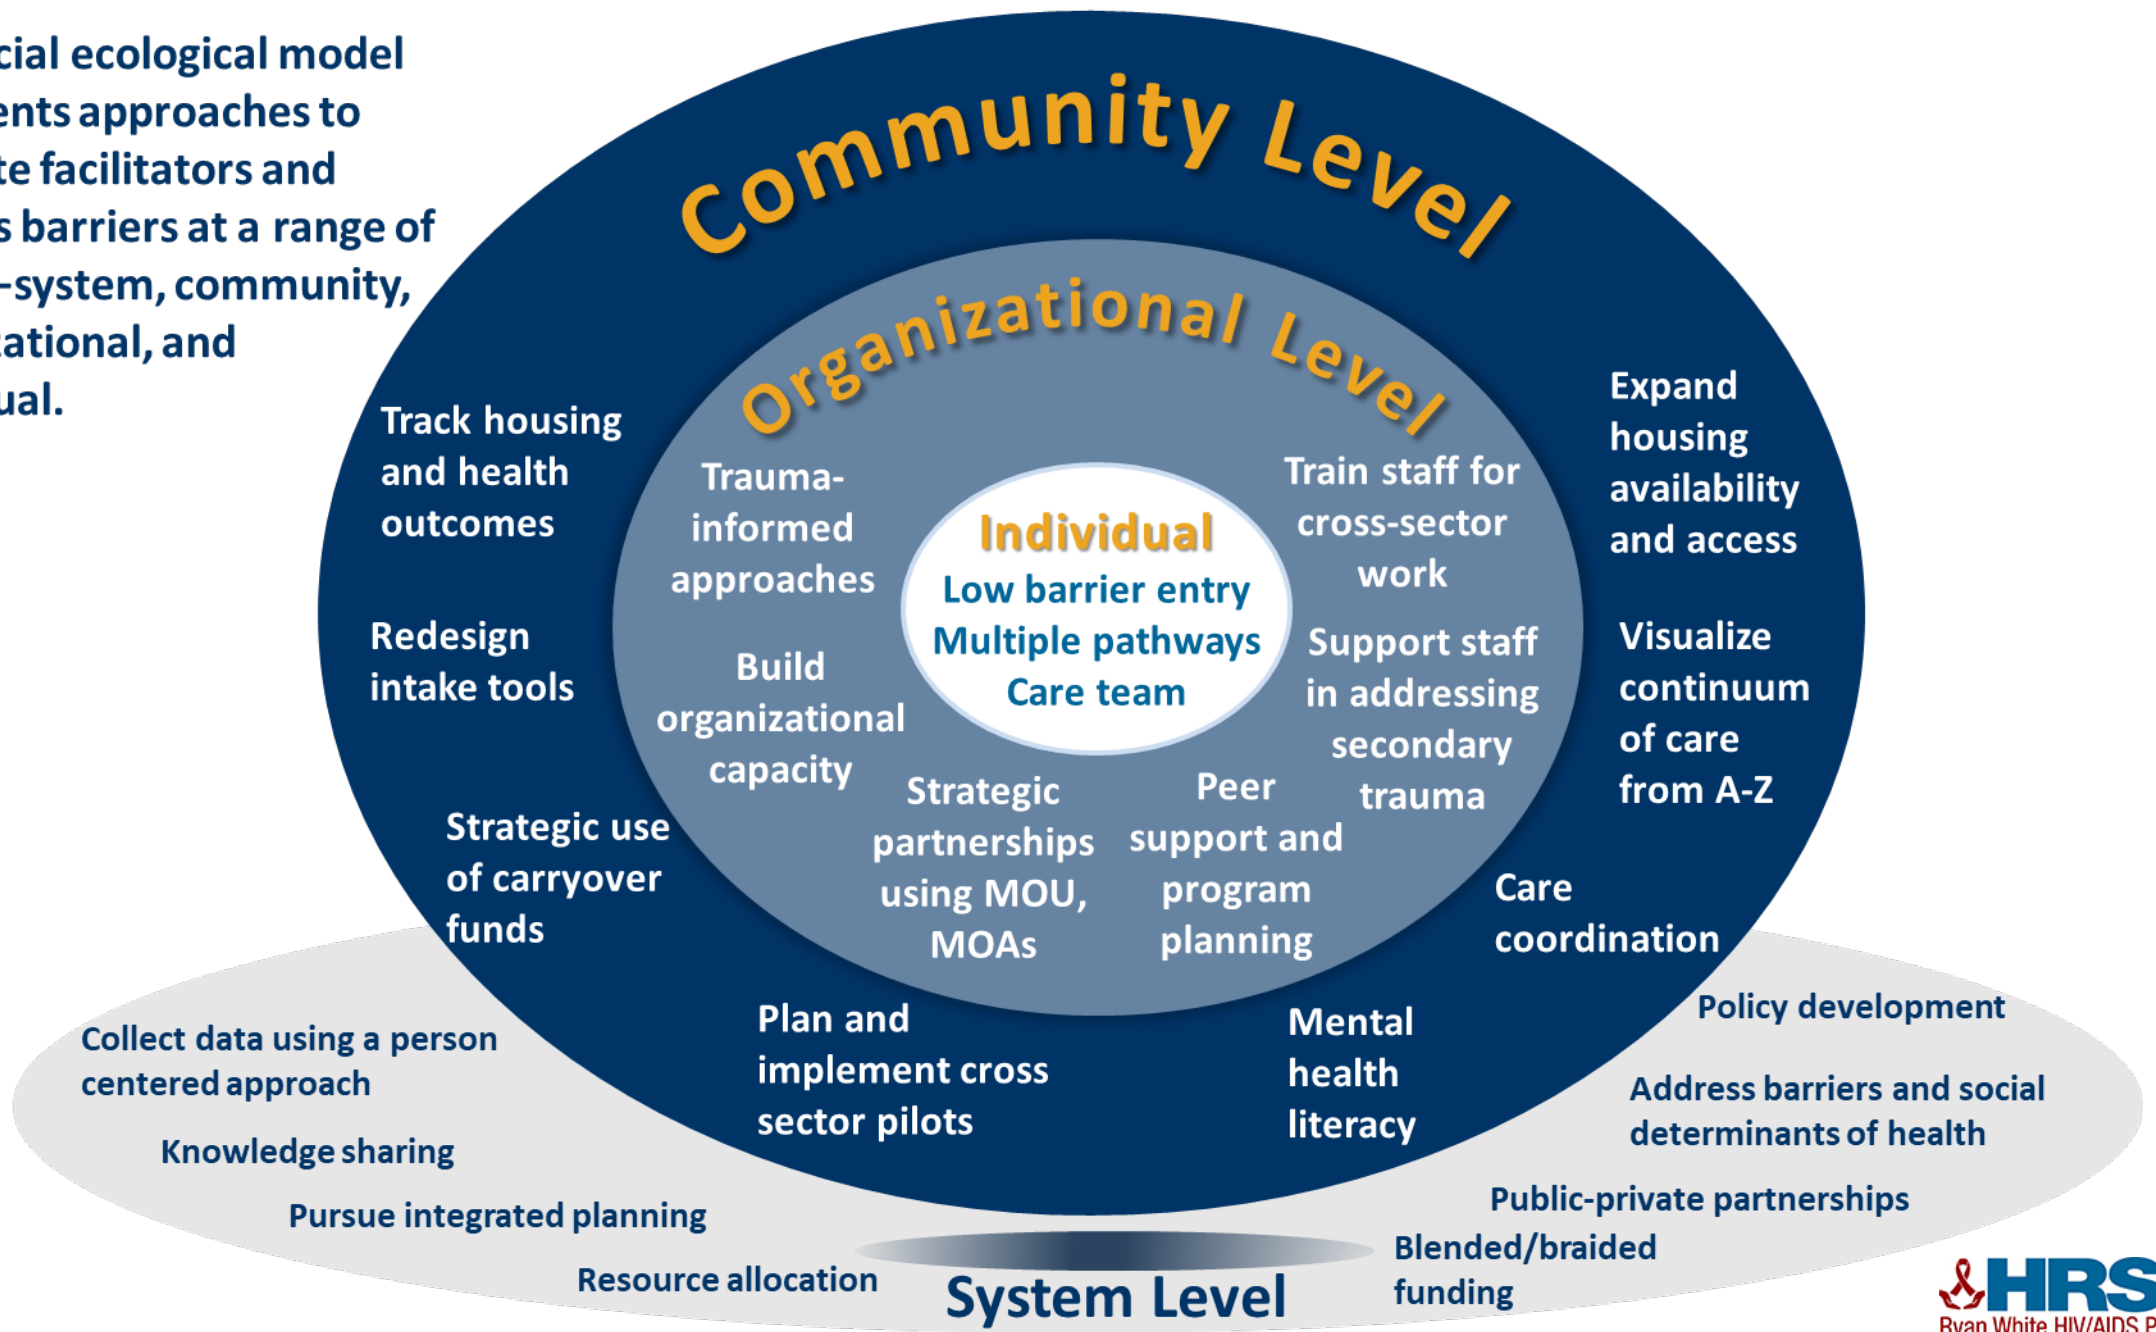 cial ecological model
ents approaches to
te facilitators and
s barriers at a range of
-system, community,
ational, and
ual.
Community Level
Organizational Level
Individual
Low barrier entry
Multiple pathways
Care team
Trauma-
informed
approaches
Build
organizational
capacity
Strategic
partnerships
using MOU,
MOAs
Peer
support and
program
planning
Train staff for
cross-sector
work
Support staff
in addressing
secondary
trauma
Track housing
and health
outcomes
Redesign
intake tools
Strategic use
of carryover
funds
Plan and
implement cross
sector pilots
Mental
health
literacy
Care
coordination
Visualize
continuum
of care
from A-Z
Expand
housing
availability
and access
Collect data using a person
centered approach
Knowledge sharing
Pursue integrated planning
Resource allocation
System Level
Blended/braided
funding
Public-private partnerships
Address barriers and social
determinants of health
Policy development
HRS
Ryan White HIV/AIDS P